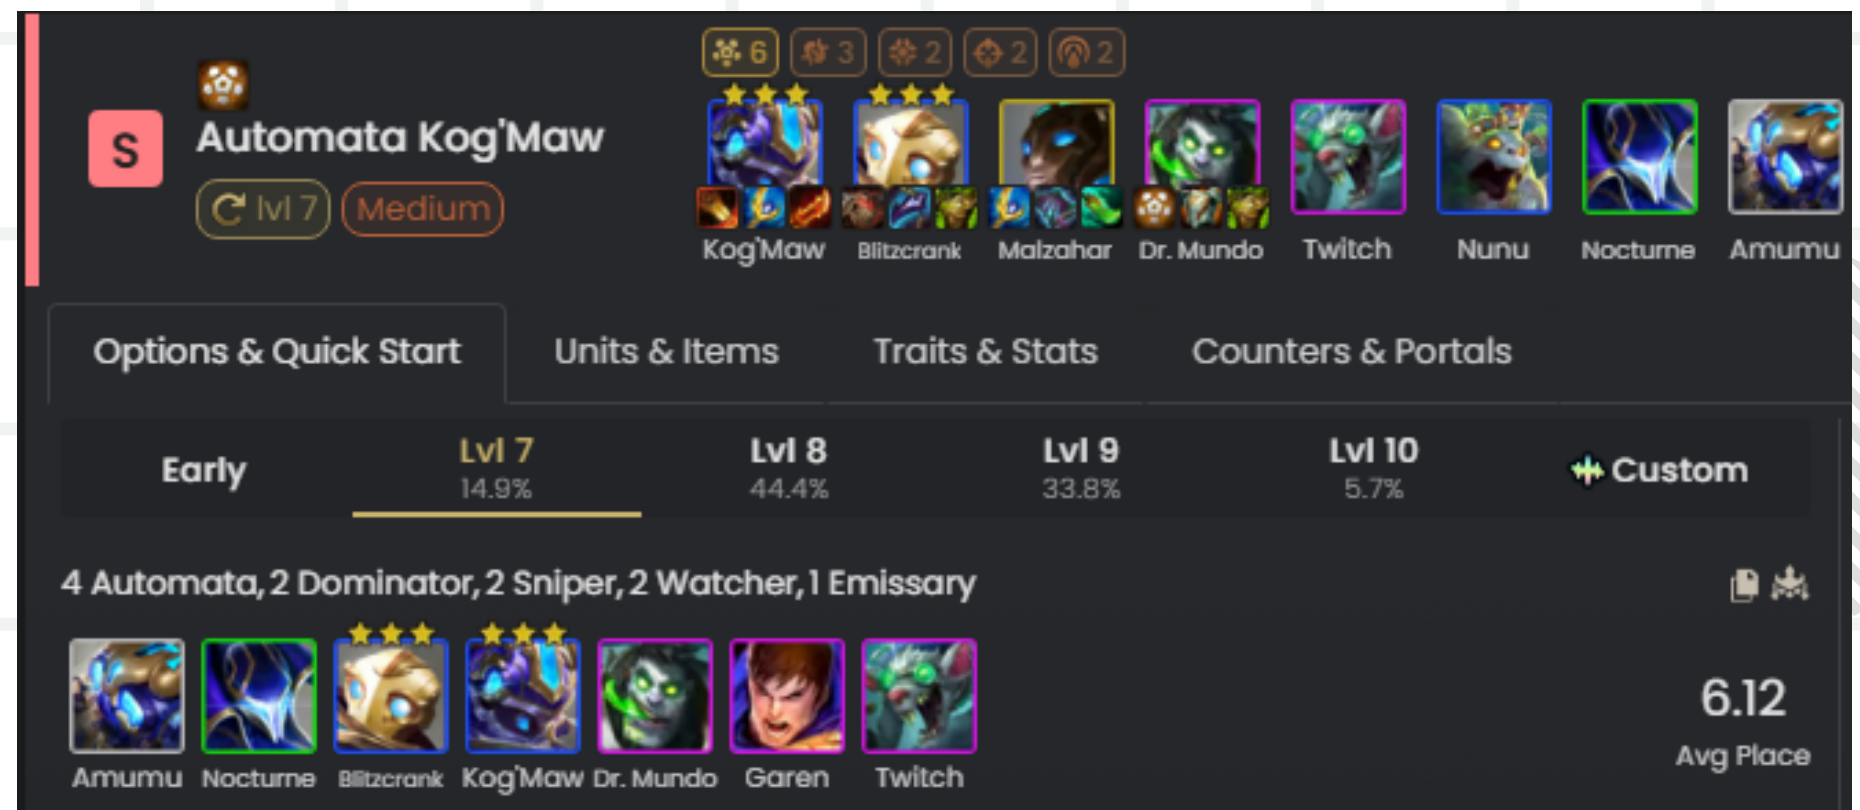 6 3 2 2 2
S
Automata Kog'Maw
lvl 7 Medium
Kog'Maw Blitzcrank Malzahar Dr. Mundo Twitch Nunu Nocturne Amumu
Options & Quick Start Units & Items Traits & Stats Counters & Portals
Early Lvl 7 Lvl 8 Lvl 9 Lvl 10 Custom
14.9% 44.4% 33.8% 5.7%
4 Automata, 2 Dominator, 2 Sniper, 2 Watcher, 1 Emissary
6.12
Avg Place
Amumu Nocturne Blitzcrank Kog'Maw Dr. Mundo Garen Twitch